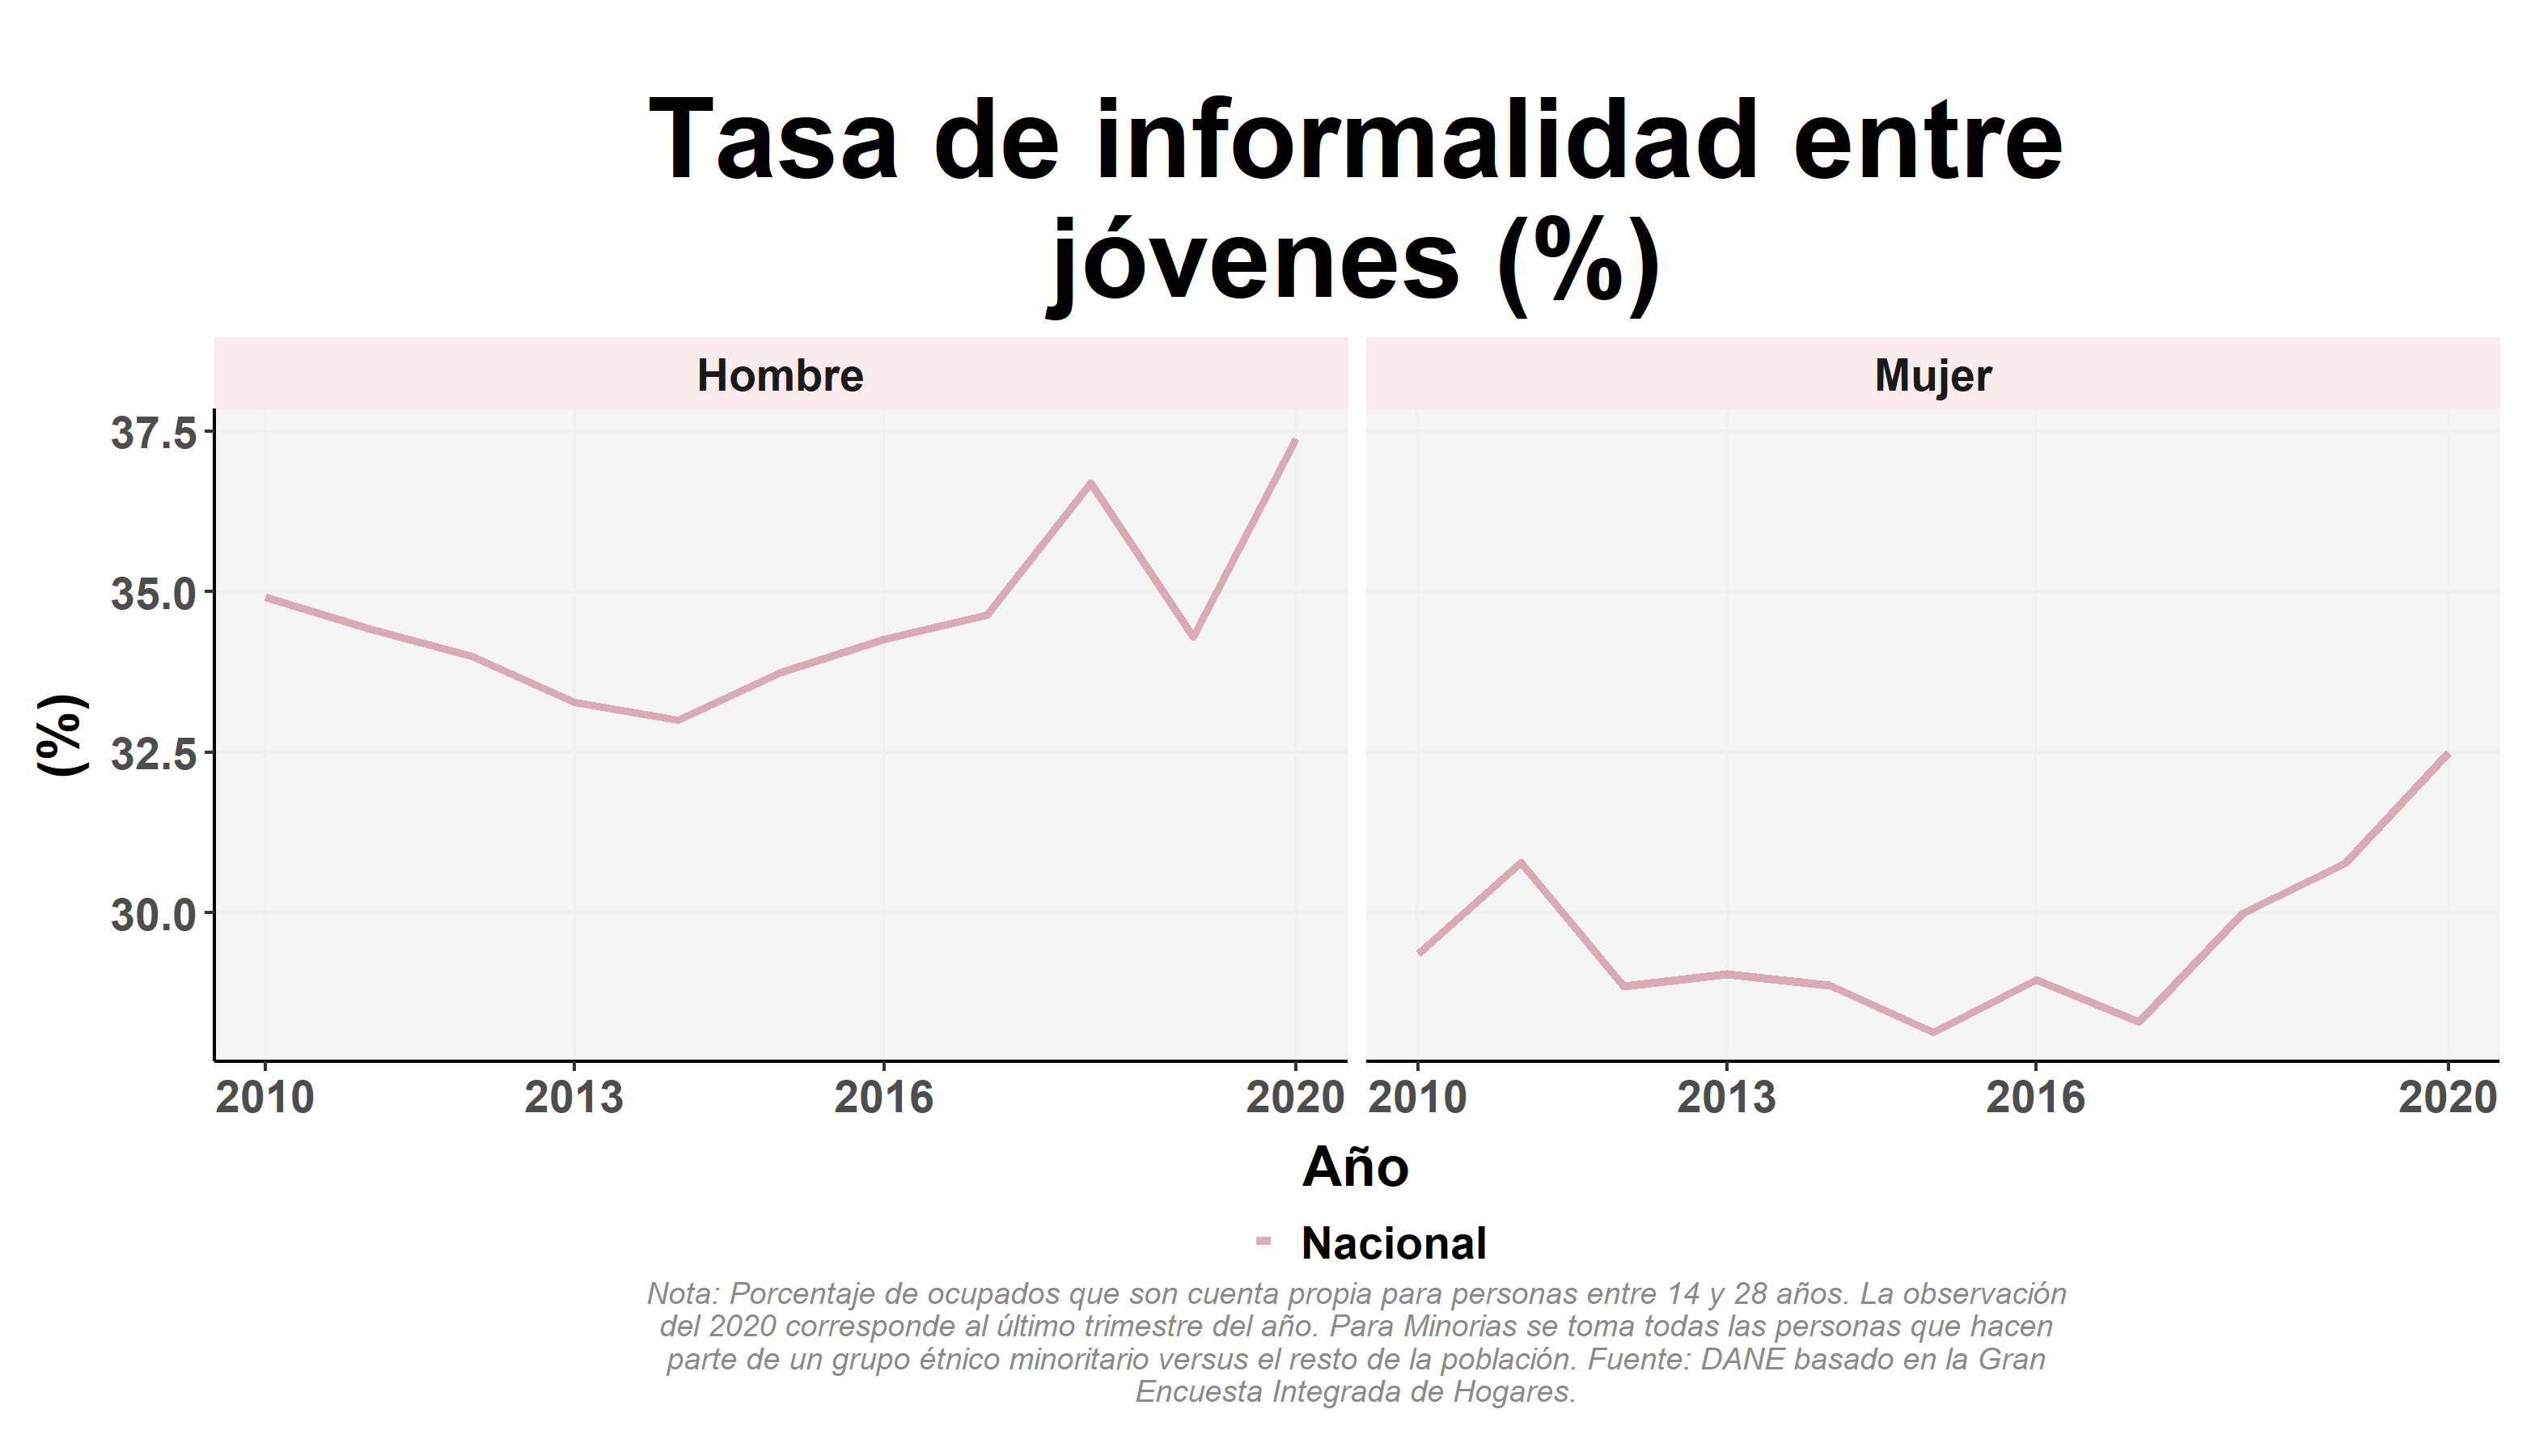 Tasa de informalidad entre
jóvenes (%)
Hombre
Mujer
37.5
35.0
32.5
30.0
(%)
2010 2013 2016 2020 2010 2013 2016 2020
Año
Nacional
Nota: Porcentaje de ocupados que son cuenta propia para personas entre 14 y 28 años. La observación
del 2020 corresponde al último trimestre del año. Para Minorias se toma todas las personas que hacen
parte de un grupo étnico minoritario versus el resto de la población. Fuente: DANE basado en la Gran
Encuesta Integrada de Hogares.